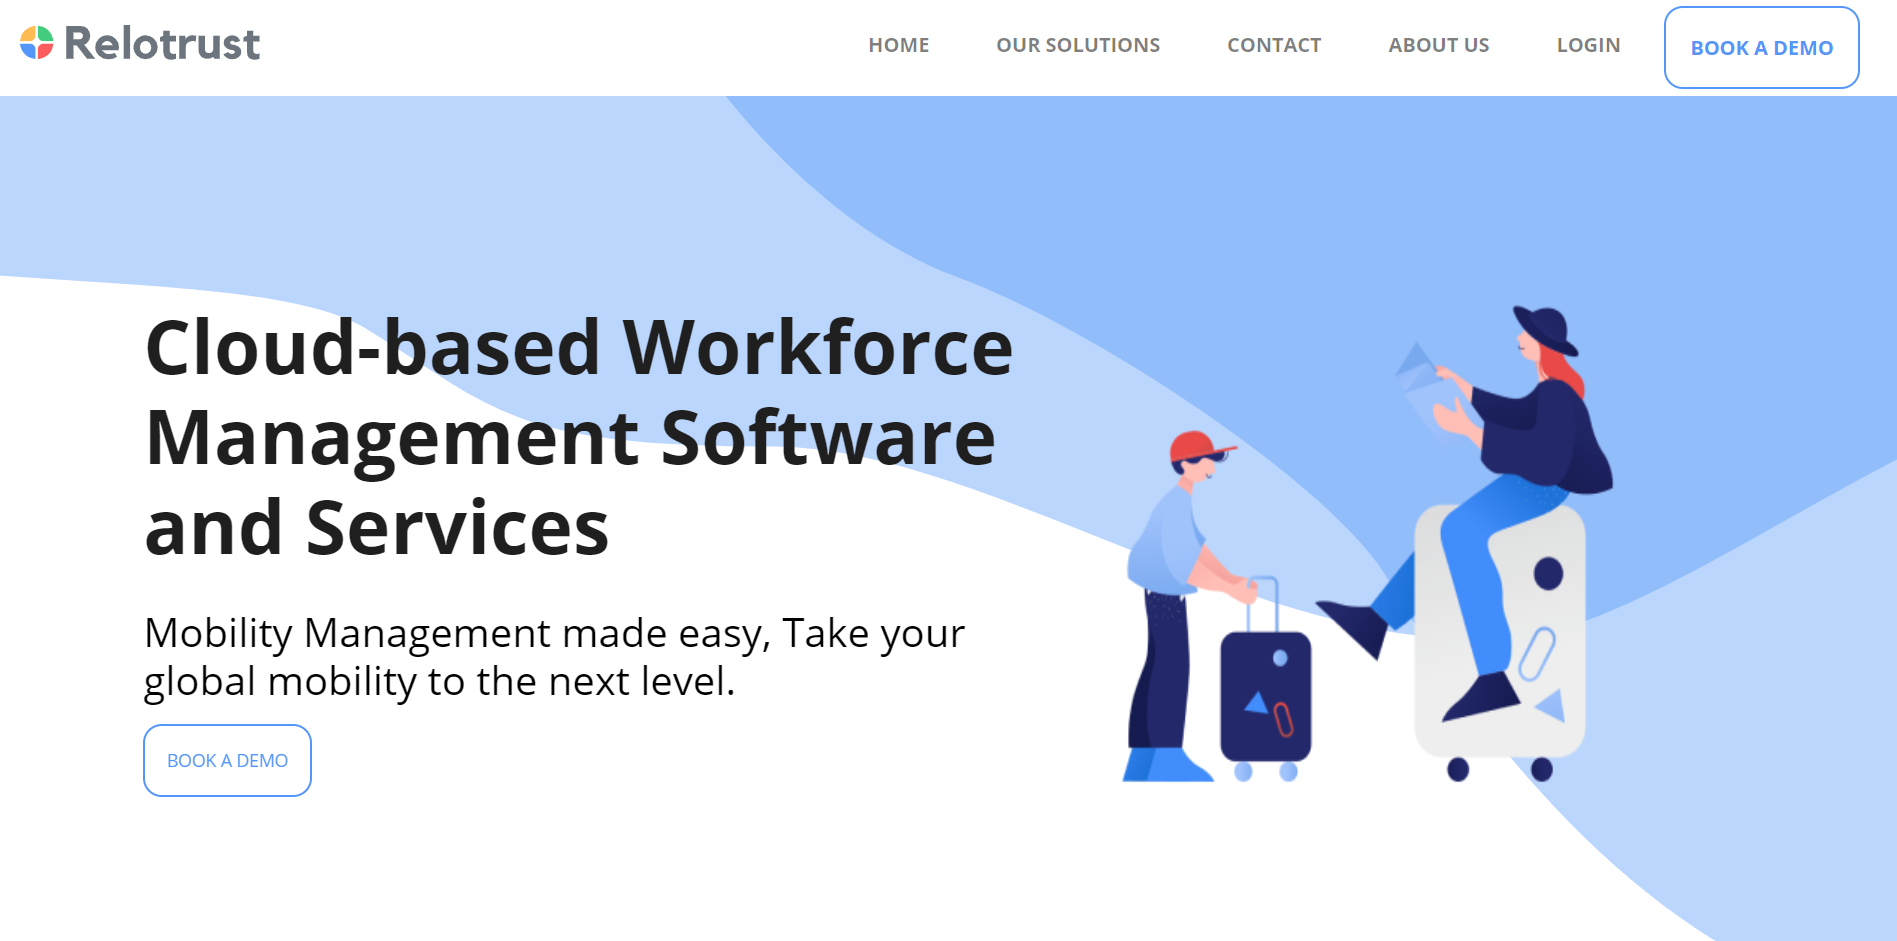 Relotrust
HOME
OUR SOLUTIONS
CONTACT
ABOUT US
LOGIN
BOOK A DEMO
Cloud-based Workforce
Management Software
and Services
Mobility Management made easy, Take your
global mobility to the next level.
BOOK A DEMO